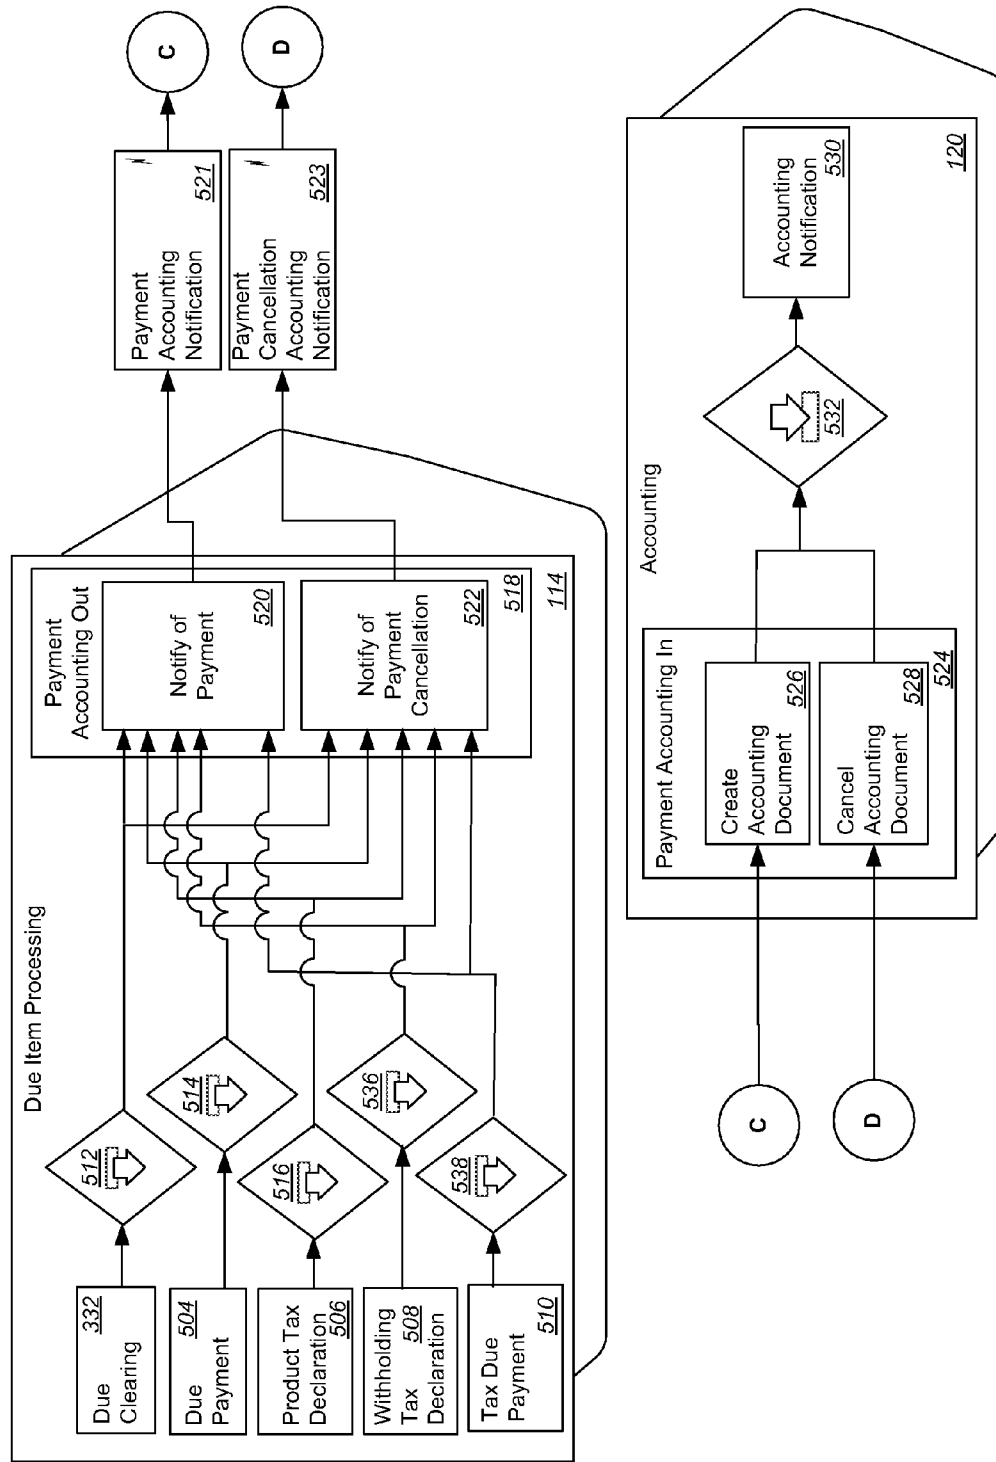 Due Item Processing
Due
Clearing
332
Due
Payment
504
Product Tax
Declaration
506
Withholding
Tax
Declaration
508
Tax Due
Payment
510
512
514
516
536
538
Payment
Accounting Out
Notify of
Payment
520
Notify of
Payment
Cancellation
522
518
114
Payment
Accounting
Notification
521
Payment
Cancellation
Accounting
Notification
523
C
D
C
D
Accounting
Payment Accounting In
Create
Accounting
Document
526
Cancel
Accounting
Document
528
524
532
Accounting
Notification
530
120